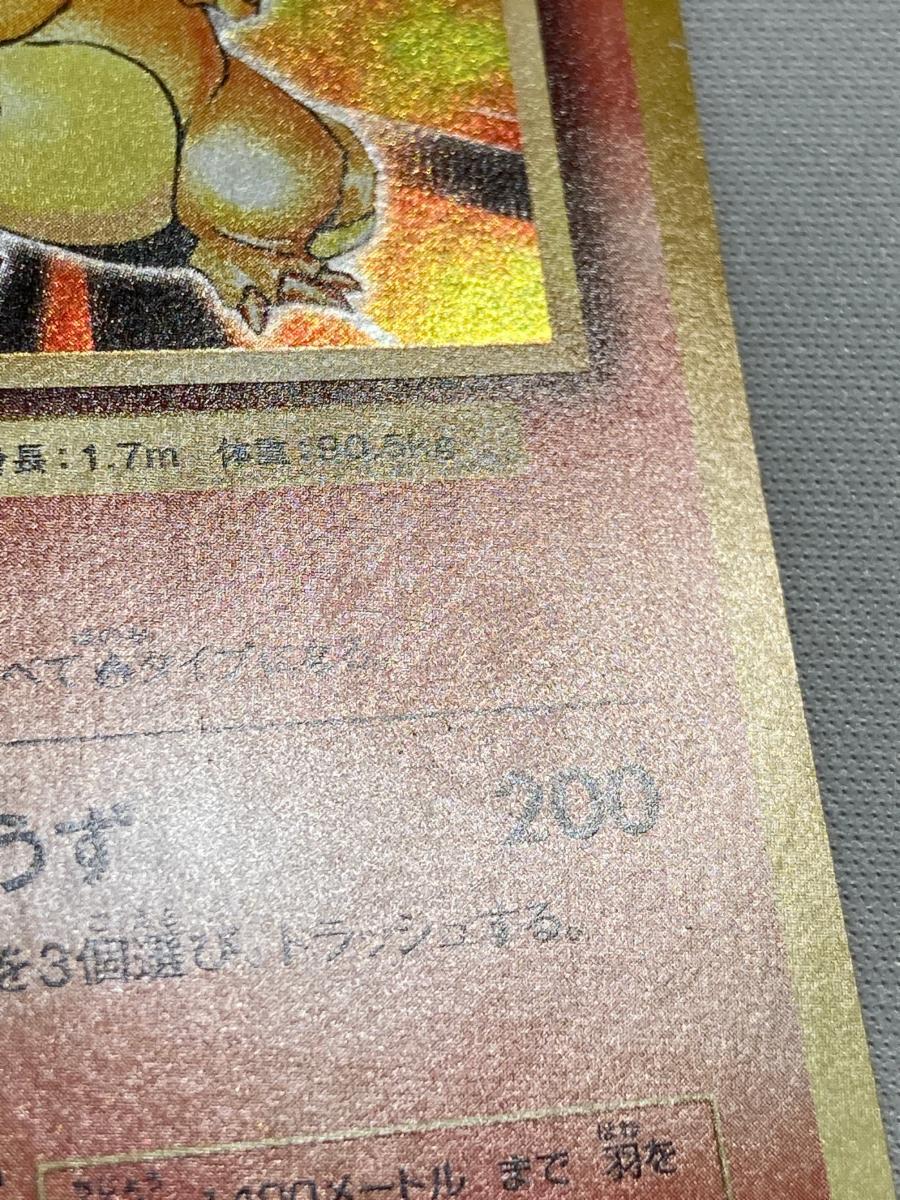 長：1.7m 体重：90.5kg
べて タイプになる。
うず
200
を3個選び、トラッシュする。
1400メートル まで 羽を